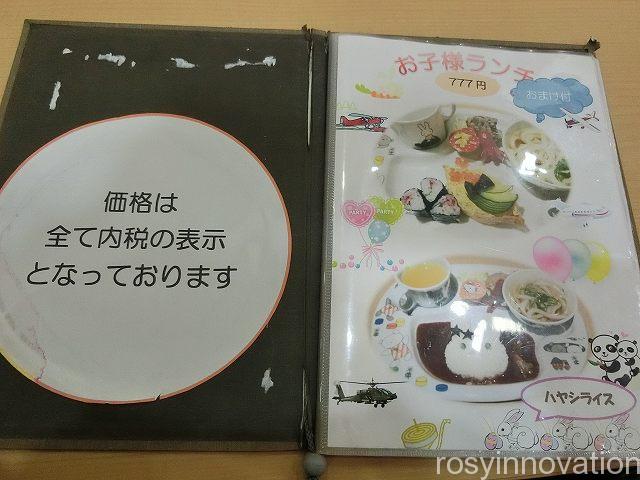 価格は
全て内税の表示
となっております
お子様ランチ
777円
おまけ付
PARTY
PARTY
ハヤシライス
rosyinnovation